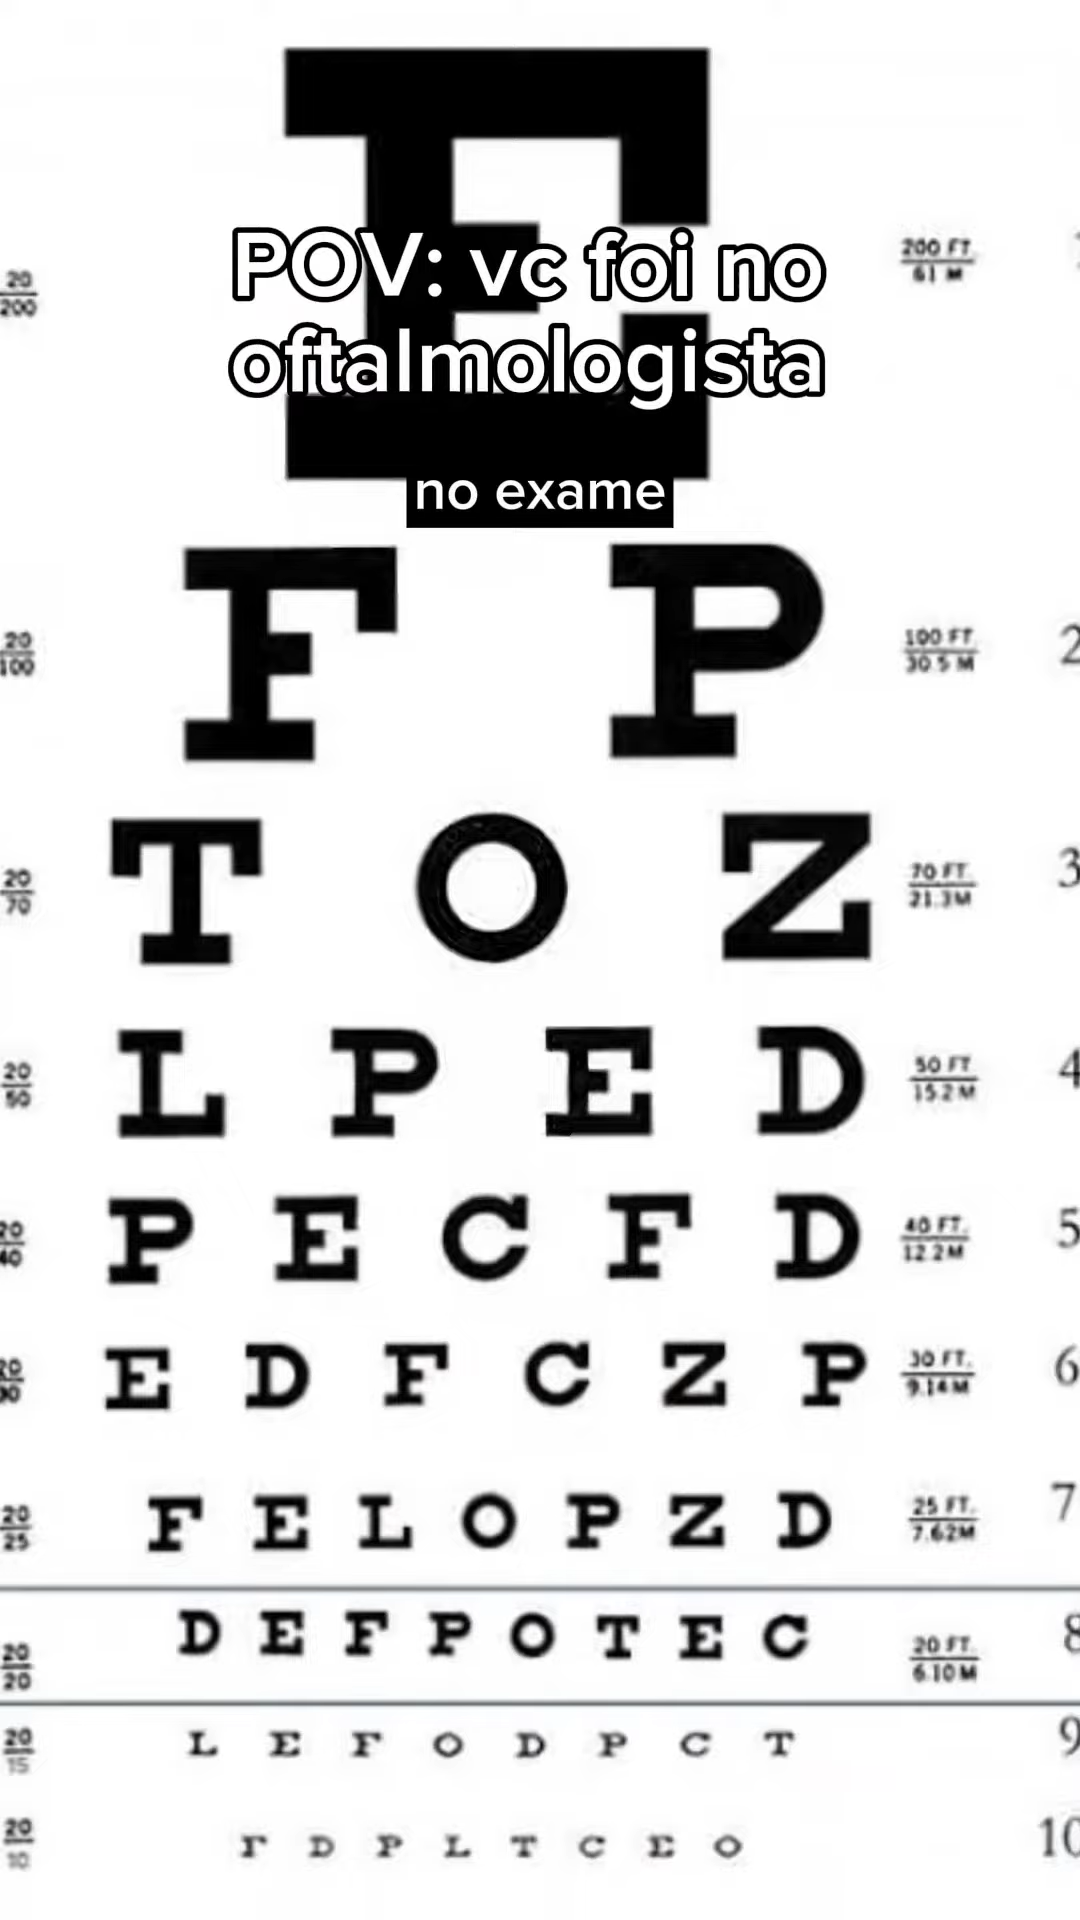 E
POV: vc foi no
oftalmologista
no exame
20
200
200 FT.
61 M
20
100
F P
100 FT.
30.5 M
2
20
70
T O Z
70 FT.
21.3 M
3
20
50
L P E D
50 FT
15.2 M
4
20
40
P E C F D
40 FT.
12.2 M
5
E D F C Z P
30 FT.
9.14 M
6
20
25
F E L O P Z D
25 FT.
7.62 M
7
20
20
D E F P O T E C
20 FT.
6.10 M
8
20
15
L E F O D P C T
9
20
10
F D P L T C E O
10